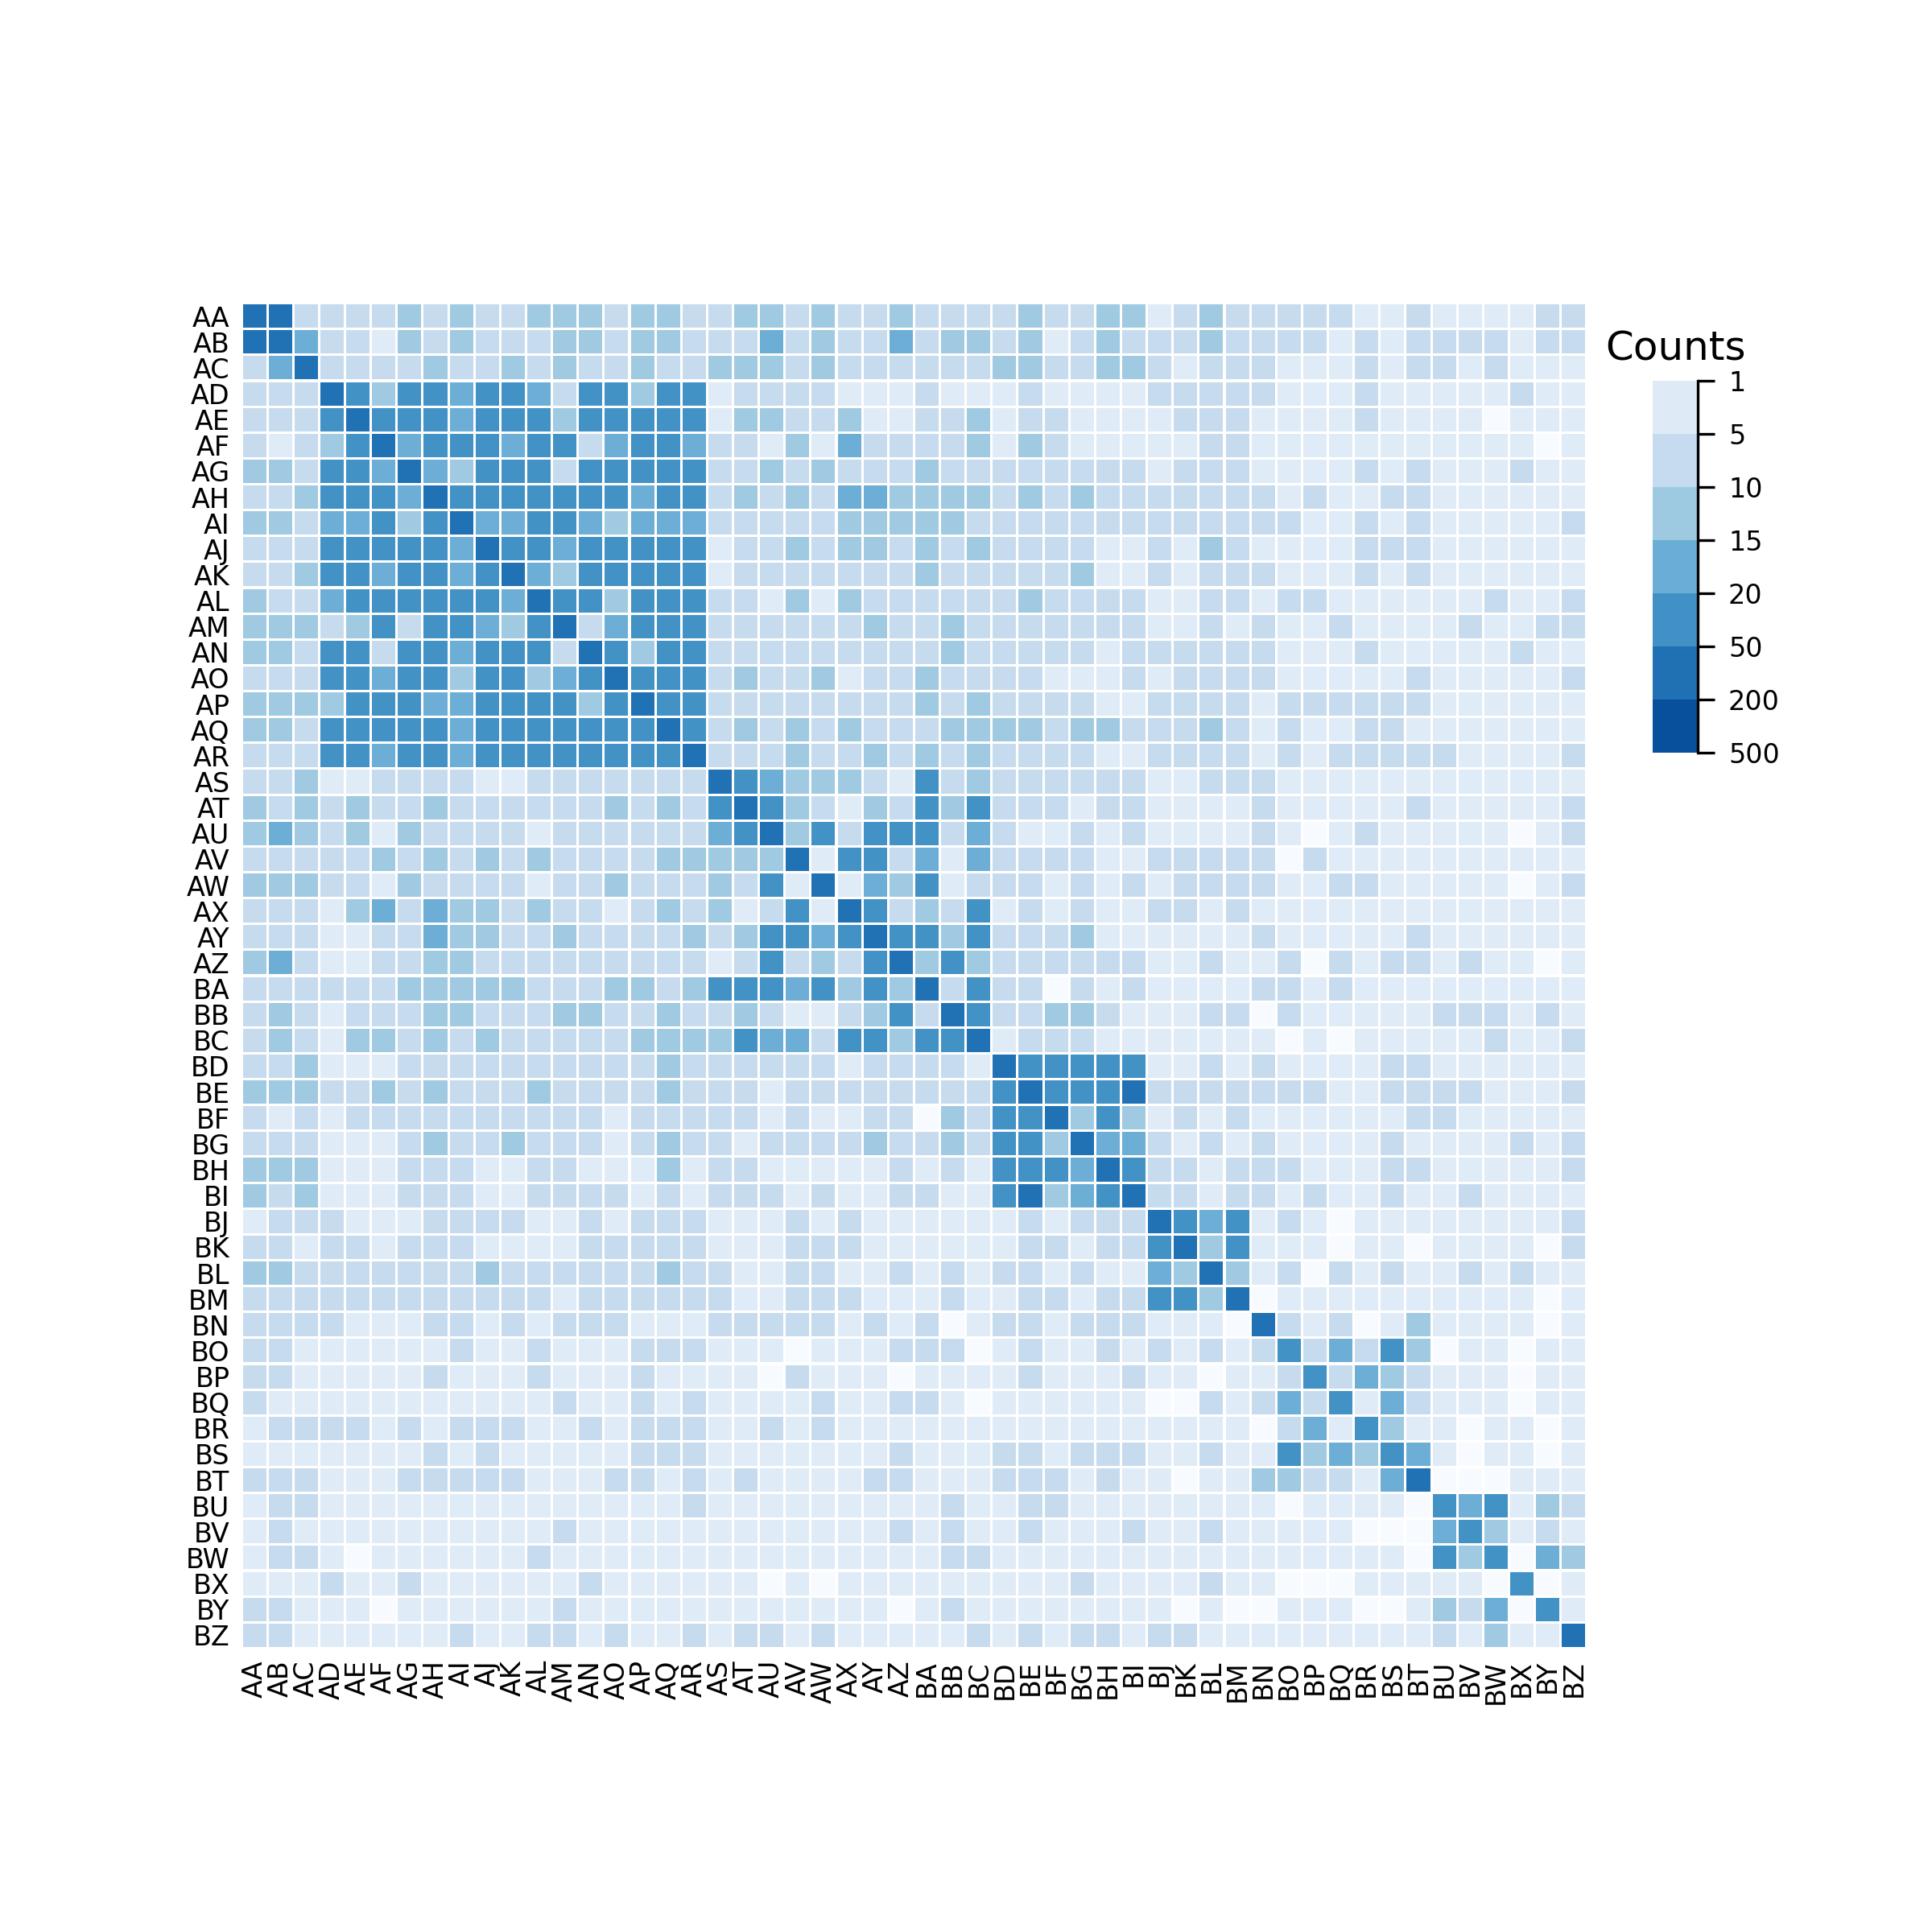 AA
AB
AC
AD
AE
AF
AG
AH
AI
AJ
AK
AL
AM
AN
AO
AP
AQ
AR
AS
AT
AU
AV
AW
AX
AY
AZ
BA
BB
BC
BD
BE
BF
BG
BH
BI
BJ
BK
BL
BM
BN
BO
BP
BQ
BR
BS
BT
BU
BV
BW
BX
BY
BZ
AA AB AC AD AE AF AG AH AI AJ AK AL AM AN AO AP AQ AR AS AT AU AV AW AX AY AZ BA BB BC BD BE BF BG BH BI BJ BK BL BM BN BO BP BQ BR BS BT BU BV BW BX BY BZ
Counts
1
5
10
15
20
50
200
500